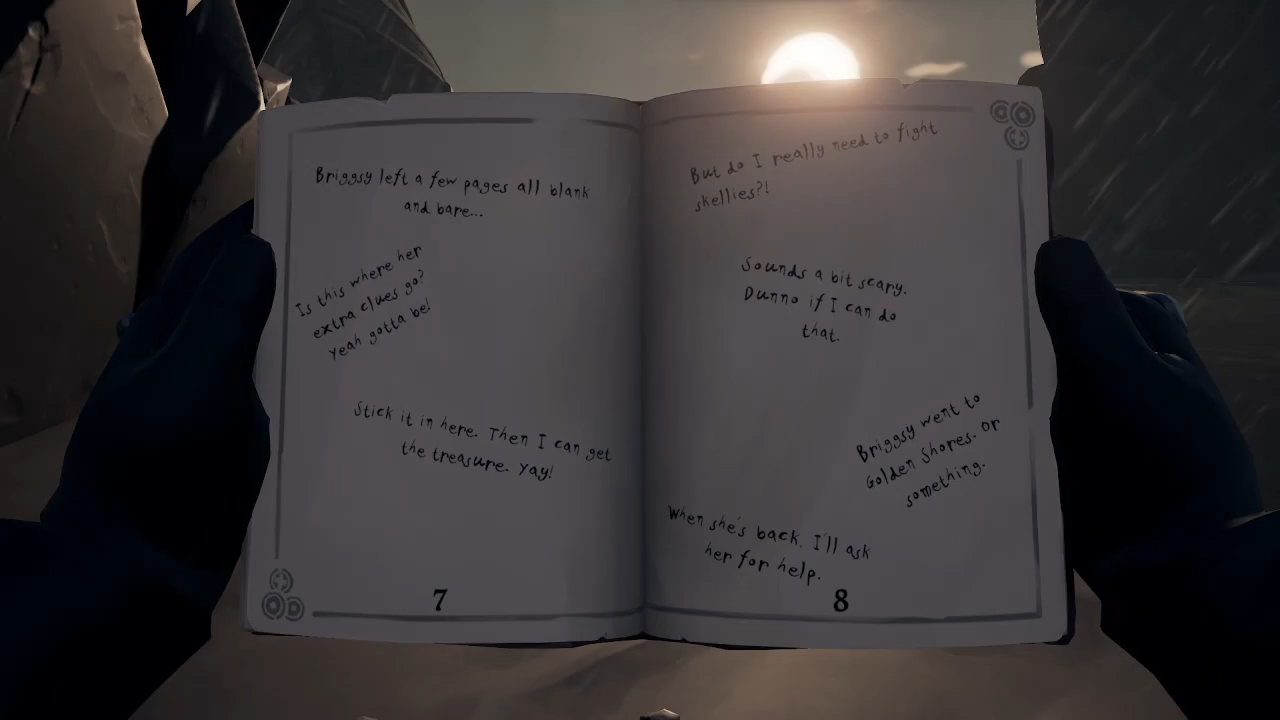 Briggsy left a few pages all blank
and bare...
Is this where her
extra clues go?
Yeah gotta be!
Stick it in here. Then I can get
the treasure. Yay!
7
But do I really need to fight
skellies?!
Sounds a bit scary.
Dunno if I can do
that.
Briggsy went to
Golden Shores. Or
something.
When she's back, I'll ask
her for help.
8